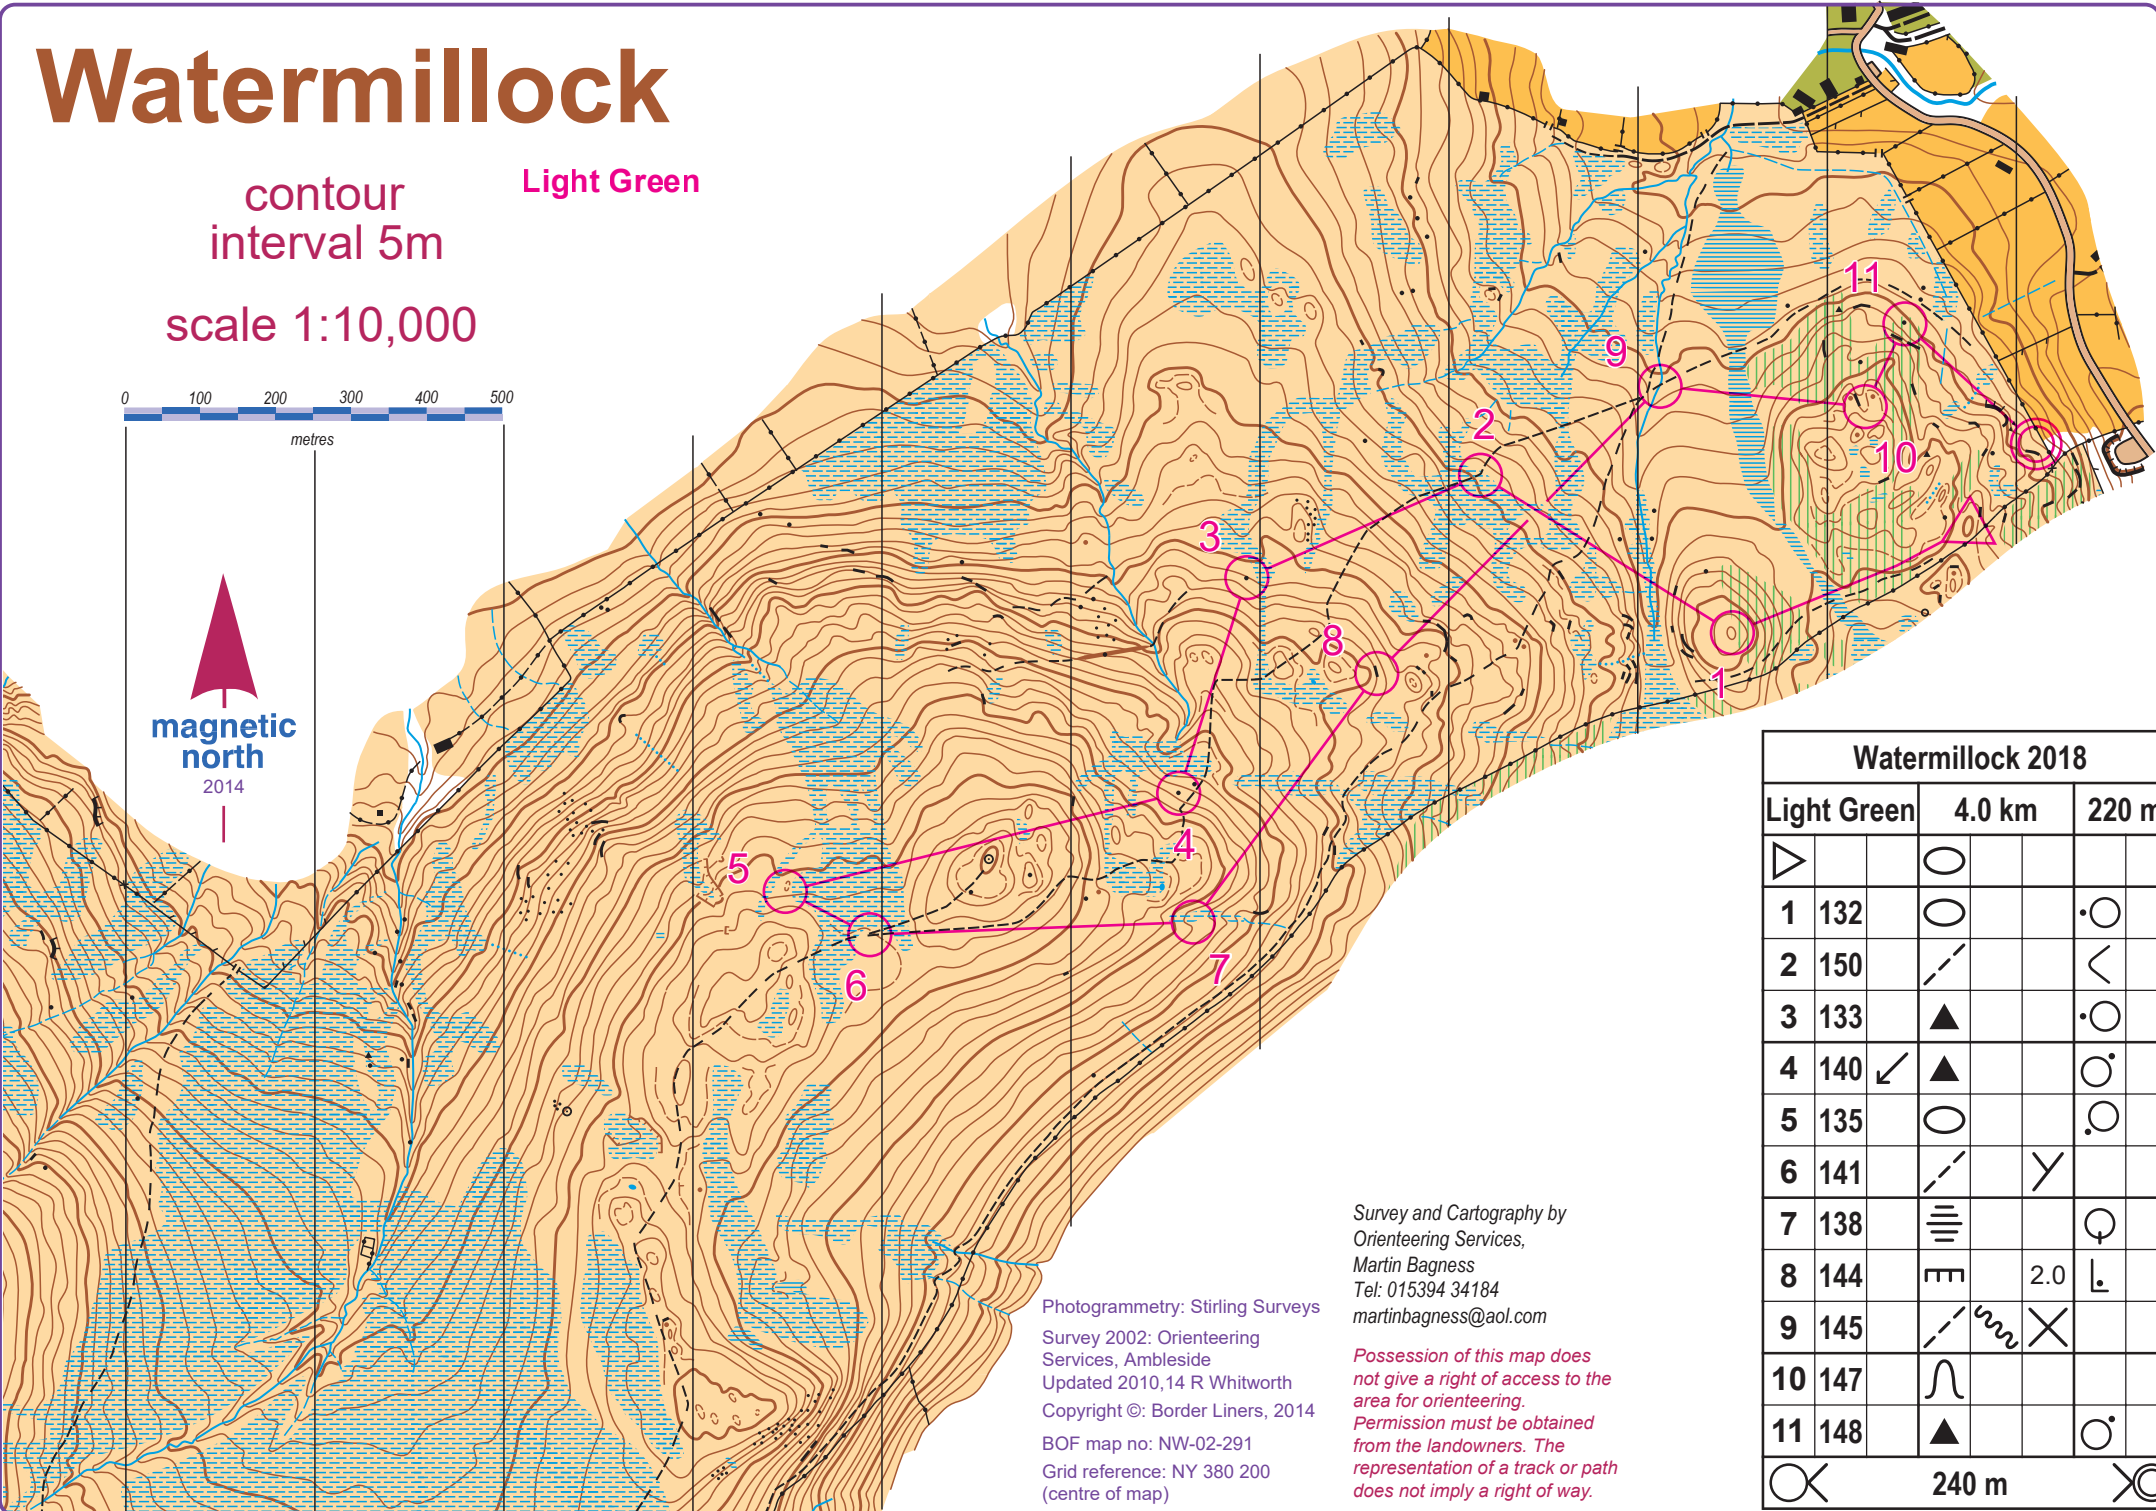 Watermillock
contour
interval 5m
scale 1:10,000
Light Green
0 100 200 300 400 500
metres
magnetic
north
2014
11
9
2
10
3
8
1
4
5
6
7
Watermillock 2018
Light Green 4.0 km 220 m
1 132
2 150
3 133
4 140
5 135
6 141
7 138
8 144 2.0
9 145
10 147
11 148
240 m
Photogrammetry: Stirling Surveys
Survey 2002: Orienteering
Services, Ambleside
Updated 2010,14 R Whitworth
Copyright ©: Border Liners, 2014
BOF map no: NW-02-291
Grid reference: NY 380 200
(centre of map)
Survey and Cartography by
Orienteering Services,
Martin Bagness
Tel: 015394 34184
martinbagness@aol.com
Possession of this map does
not give a right of access to the
area for orienteering.
Permission must be obtained
from the landowners. The
representation of a track or path
does not imply a right of way.